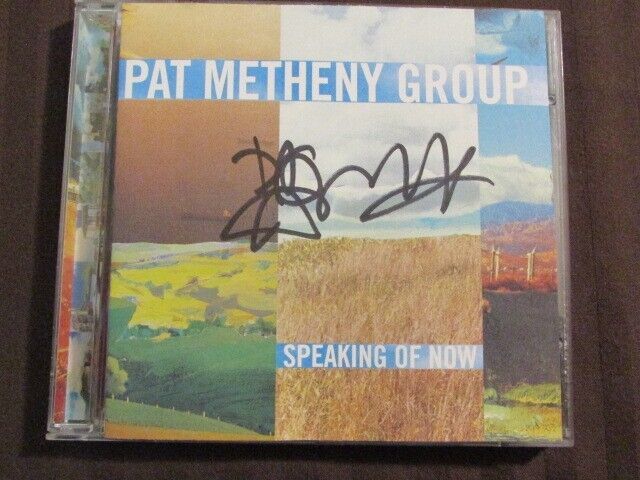 PAT METHENY GROUP
SPEAKING OF NOW